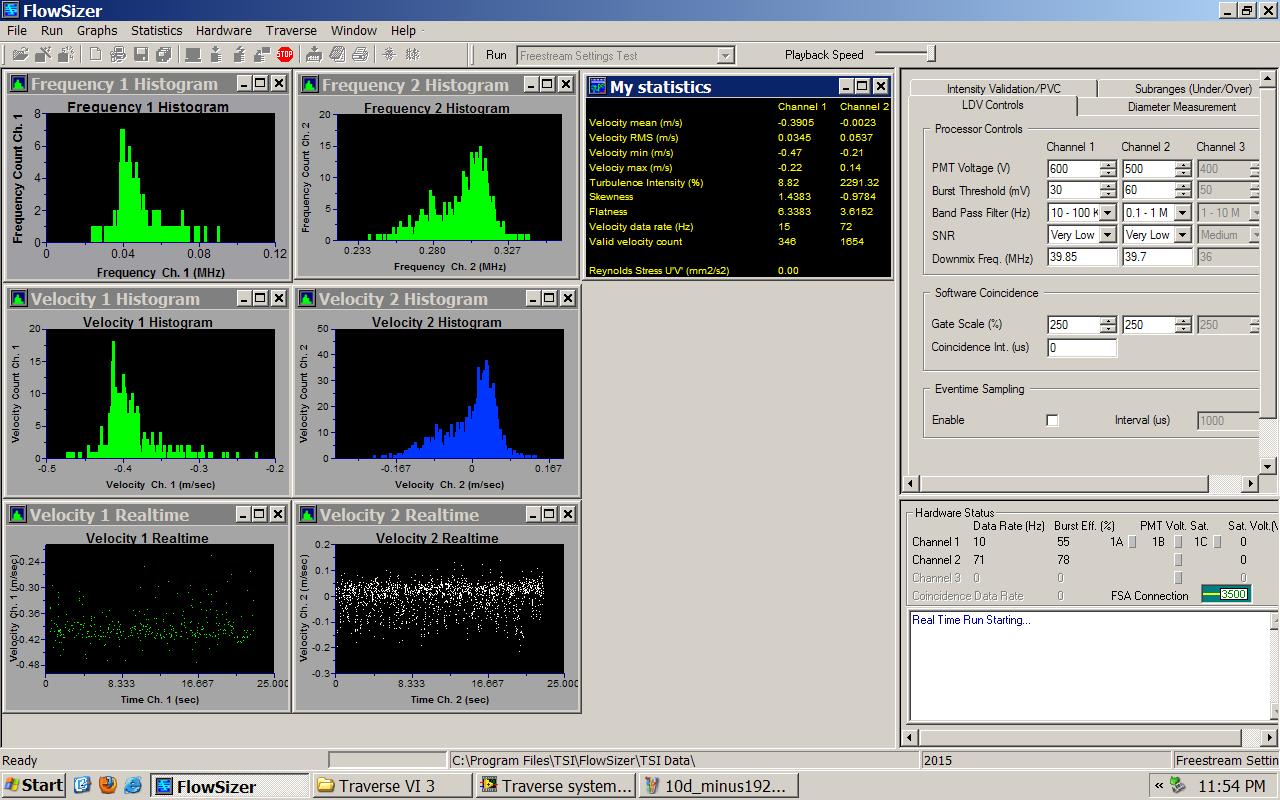 FlowSizer
File Run Graphs Statistics Hardware Traverse Window Help
STOP Run Freestream Settings Test Playback Speed
Frequency 1 Histogram
Frequency 1 Histogram
Frequency Count Ch. 1
8
6
4
2
0
0 0.04 0.08 0.12
Frequency Ch. 1 (MHz)
Frequency 2 Histogram
Frequency 2 Histogram
Frequency Count Ch. 2
20
15
10
5
0
0.233 0.280 0.327
Frequency Ch. 2 (MHz)
My statistics
Channel 1 Channel 2
Velocity mean (m/s) -0.3905 -0.0023
Velocity RMS (m/s) 0.0345 0.0537
Velocity min (m/s) -0.47 -0.21
Velociy max (m/s) -0.22 0.14
Turbulence Intensity (%) 8.82 2291.32
Skewness 1.4383 -0.9784
Flatness 6.3383 3.6152
Velocity data rate (Hz) 15 72
Valid velocity count 346 1654
Reynolds Stress U'V' (mm2/s2) 0.00
Velocity 1 Histogram
Velocity 1 Histogram
Velocity Count Ch. 1
20
15
10
5
0
-0.5 -0.4 -0.3 -0.2
Velocity Ch. 1 (m/sec)
Velocity 2 Histogram
Velocity 2 Histogram
Velocity Count Ch. 2
50
40
30
20
10
0
-0.167 0 0.167
Velocity Ch. 2 (m/sec)
Velocity 1 Realtime
Velocity 1 Realtime
Velocity Ch. 1 (m/sec)
-0.24
-0.30
-0.36
-0.42
-0.48
0 8.333 16.667 25.000
Time Ch. 1 (sec)
Velocity 2 Realtime
Velocity 2 Realtime
Velocity Ch. 2 (m/sec)
0.2
0.1
0
-0.1
-0.2
-0.3
0 8.333 16.667 25.000
Time Ch. 2 (sec)
Intensity Validation/PVC Subranges (Under/Over)
LDV Controls Diameter Measurement
Processor Controls
Channel 1 Channel 2 Channel 3
PMT Voltage (V) 600 500 400
Burst Threshold (mV) 30 60 50
Band Pass Filter (Hz) 10 - 100 K 0.1 - 1 M 1 - 10 M
SNR Very Low Very Low Medium
Downmix Freq. (MHz) 39.85 39.7 36
Software Coincidence
Gate Scale (%) 250 250 250
Coincidence Int. (us) 0
Eventime Sampling
Enable Interval (us) 1000
Hardware Status
Data Rate (Hz) Burst Eff. (%) PMT Volt. Sat. Sat. Volt.(
Channel 1 10 55 1A 1B 1C 0
Channel 2 71 78 0
Channel 3 0 0 0
Coincidence Data Rate 0 FSA Connection 3500
Real Time Run Starting...
Ready C:\Program Files\TSI\FlowSizer\TSI Data\ 2015 Freestream Settin
Start FlowSizer Traverse VI 3 Traverse system... 10d_minus192... « 11:54 PM